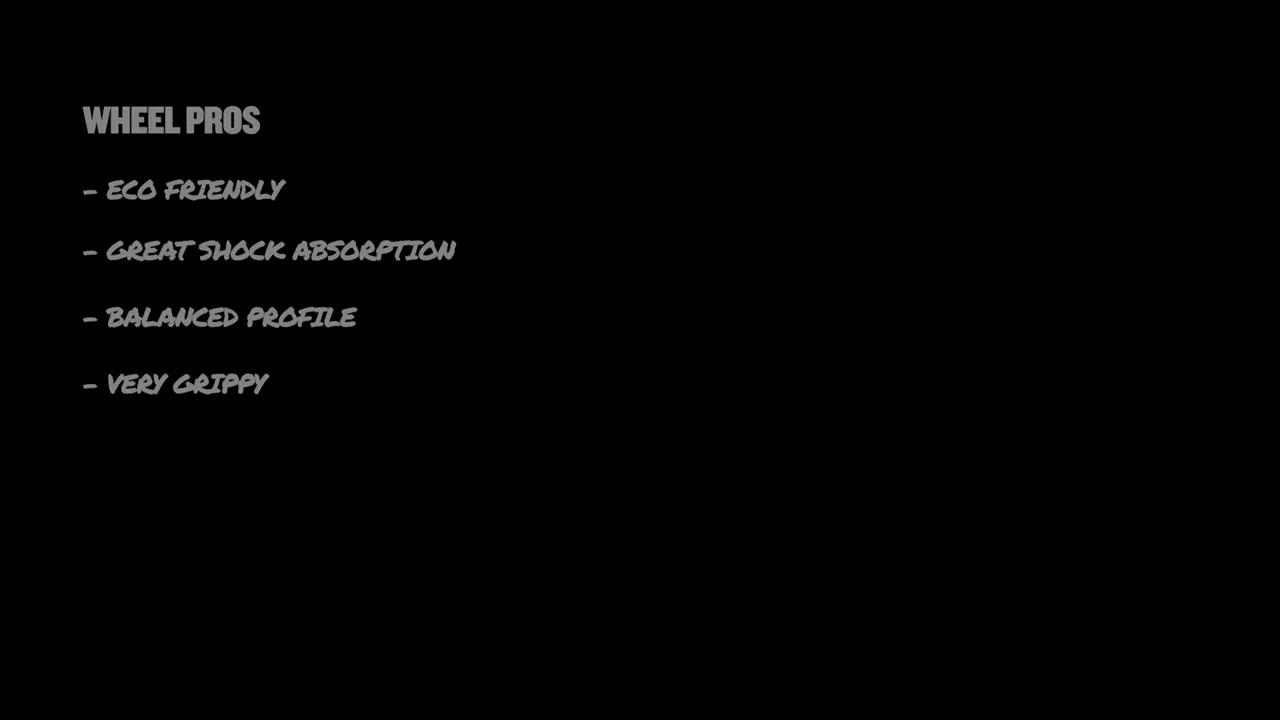 WHEEL PROS
- ECO FRIENDLY
- GREAT SHOCK ABSORPTION
- BALANCED PROFILE
- VERY GRIPPY